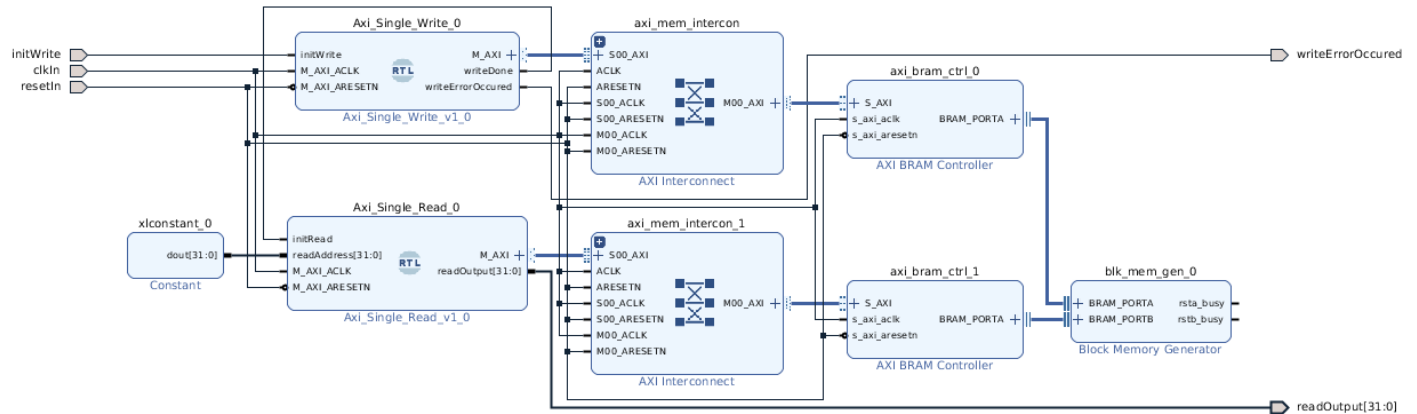 initWrite
clkIn
resetIn
Axi_Single_Write_0
initWrite
M_AXI_ACLK
M_AXI_ARESETN
RTL
M_AXI
writeDone
writeErrorOccured
Axi_Single_Write_v1_0
axi_mem_intercon
S00_AXI
ACLK
ARESETN
S00_ACLK
S00_ARESETN
M00_ACLK
M00_ARESETN
M00_AXI
AXI Interconnect
axi_bram_ctrl_0
S_AXI
s_axi_aclk
s_axi_aresetn
BRAM_PORTA
AXI BRAM Controller
writeErrorOccured
xlconstant_0
dout[31:0]
Constant
Axi_Single_Read_0
initRead
readAddress[31:0]
M_AXI_ACLK
M_AXI_ARESETN
RTL
M_AXI
readOutput[31:0]
Axi_Single_Read_v1_0
axi_mem_intercon_1
S00_AXI
ACLK
ARESETN
S00_ACLK
S00_ARESETN
M00_ACLK
M00_ARESETN
M00_AXI
AXI Interconnect
axi_bram_ctrl_1
S_AXI
s_axi_aclk
s_axi_aresetn
BRAM_PORTA
AXI BRAM Controller
blk_mem_gen_0
BRAM_PORTA
BRAM_PORTB
rsta_busy
rstb_busy
Block Memory Generator
readOutput[31:0]